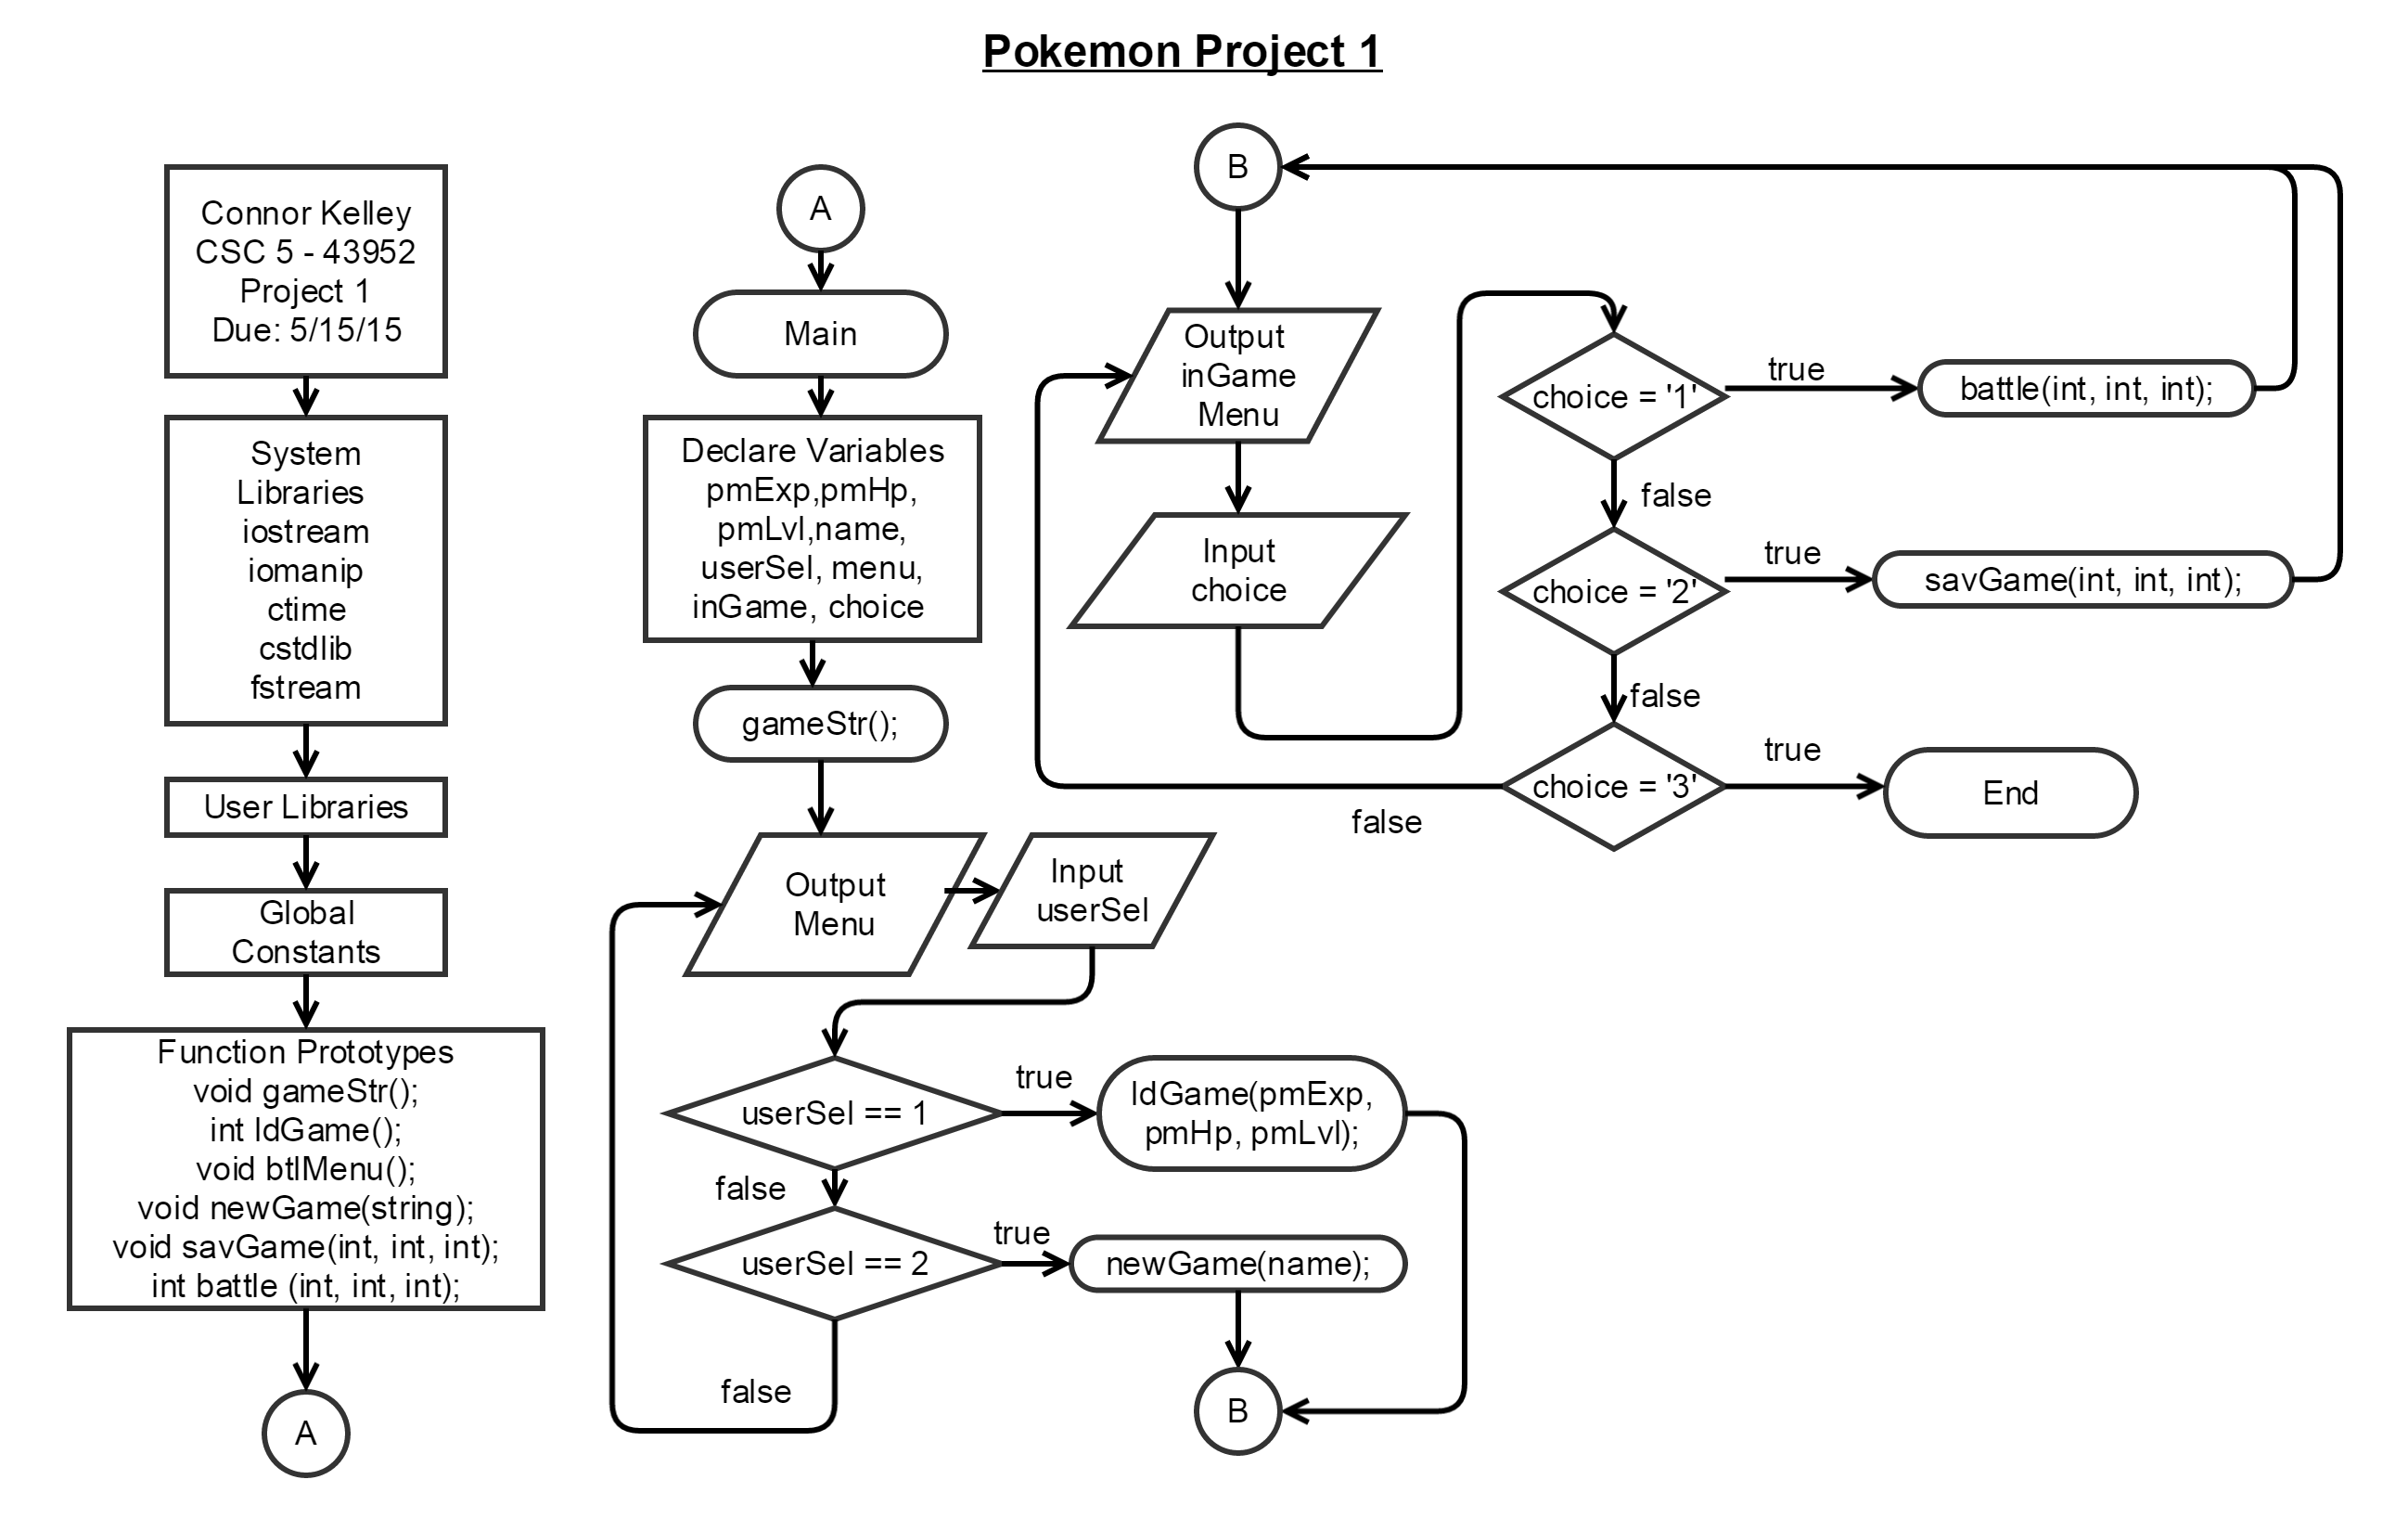 Pokemon Project 1
Connor Kelley
CSC 5 - 43952
Project 1
Due: 5/15/15
System
Libraries
iostream
iomanip
ctime
cstdlib
fstream
User Libraries
Global
Constants
Function Prototypes
void gameStr();
int ldGame();
void btlMenu();
void newGame(string);
void savGame(int, int, int);
int battle (int, int, int);
A
A
Main
Declare Variables
pmExp,pmHp,
pmLvl,name,
userSel, menu,
inGame, choice
gameStr();
Output
Menu
Input
userSel
userSel == 1
true
ldGame(pmExp,
pmHp, pmLvl);
false
userSel == 2
true
newGame(name);
false
B
B
Output
inGame
Menu
Input
choice
choice = '1'
true
battle(int, int, int);
false
choice = '2'
true
savGame(int, int, int);
false
choice = '3'
true
End
false